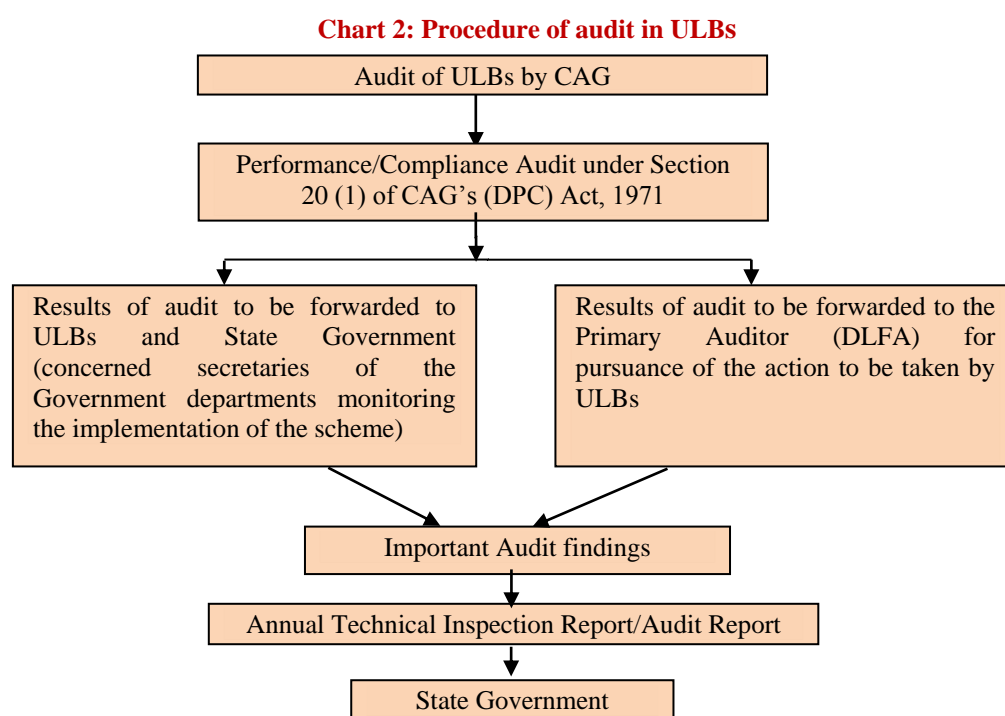 Chart 2: Procedure of audit in ULBs
Audit of ULBs by CAG
Performance/Compliance Audit under Section
20 (1) of CAG’s (DPC) Act, 1971
Results of audit to be forwarded to
ULBs and State Government
(concerned secretaries of the
Government departments monitoring
the implementation of the scheme)
Results of audit to be forwarded to the
Primary Auditor (DLFA) for
pursuance of the action to be taken by
ULBs
Important Audit findings
Annual Technical Inspection Report/Audit Report
State Government